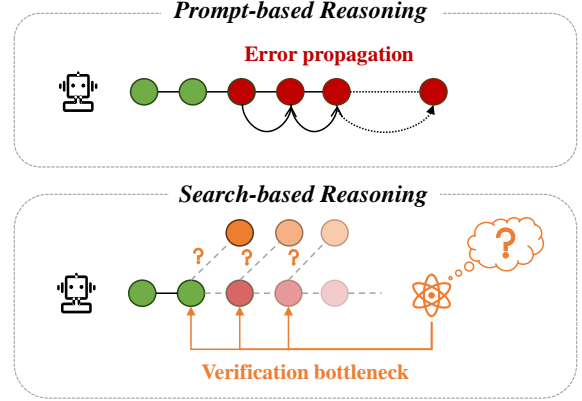 Prompt-based Reasoning
Error propagation
Search-based Reasoning
?
? ? ?
Verification bottleneck